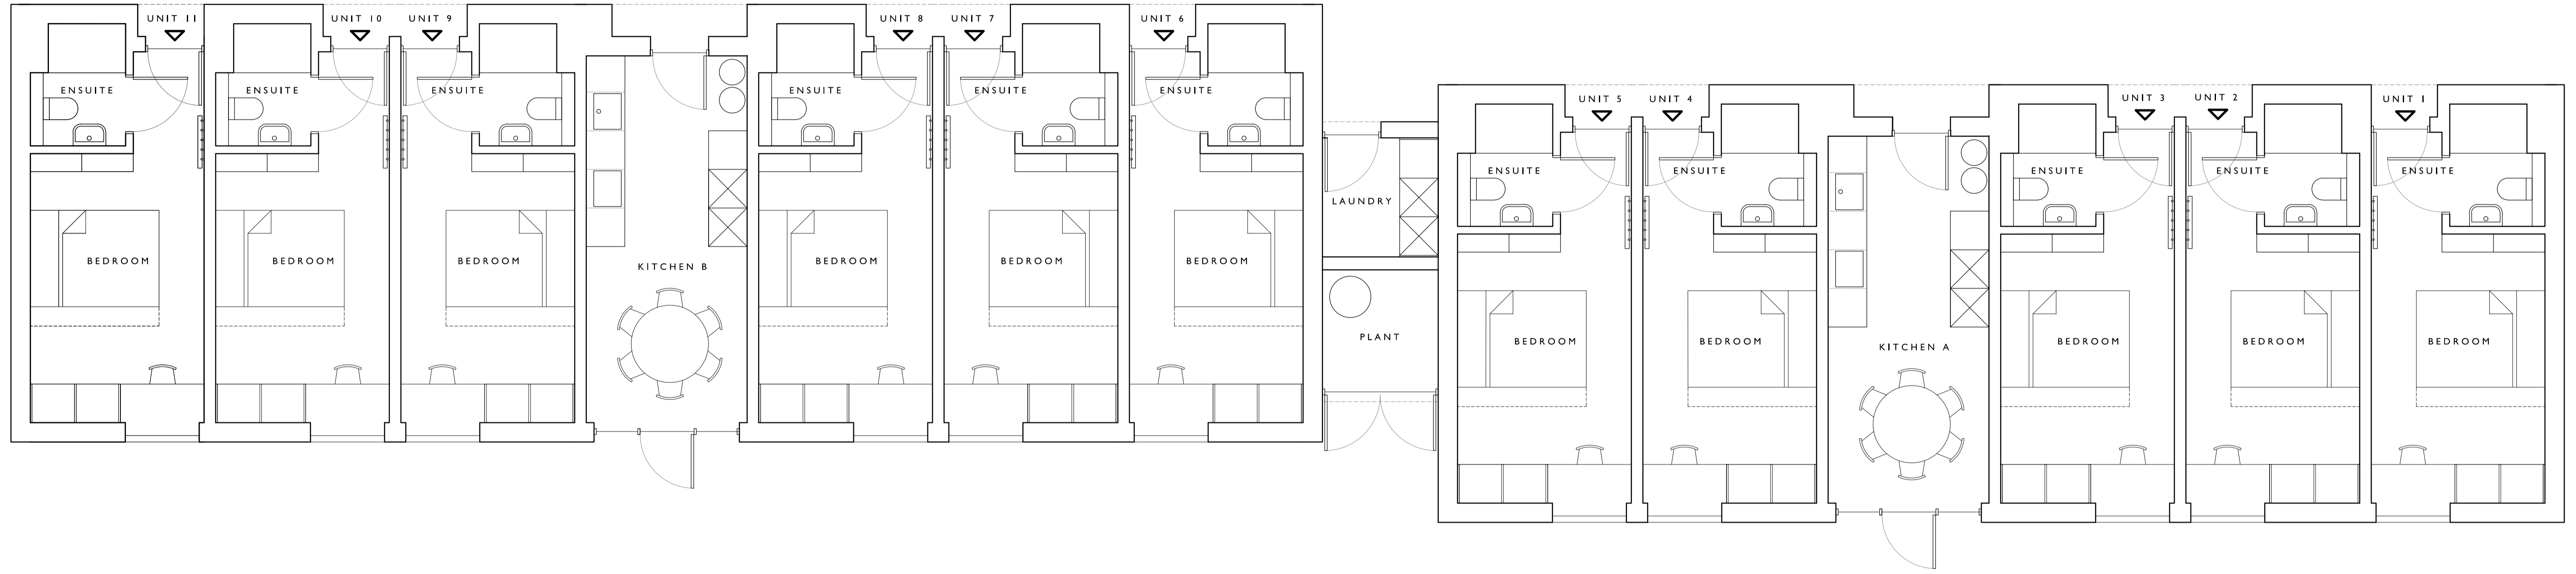 UNIT 11
UNIT 10
UNIT 9
UNIT 8
UNIT 7
UNIT 6
ENSUITE
ENSUITE
ENSUITE
ENSUITE
ENSUITE
ENSUITE
UNIT 5
UNIT 4
UNIT 3
UNIT 2
UNIT 1
ENSUITE
ENSUITE
ENSUITE
ENSUITE
ENSUITE
LAUNDRY
BEDROOM
BEDROOM
BEDROOM
KITCHEN B
BEDROOM
BEDROOM
BEDROOM
PLANT
BEDROOM
BEDROOM
KITCHEN A
BEDROOM
BEDROOM
BEDROOM